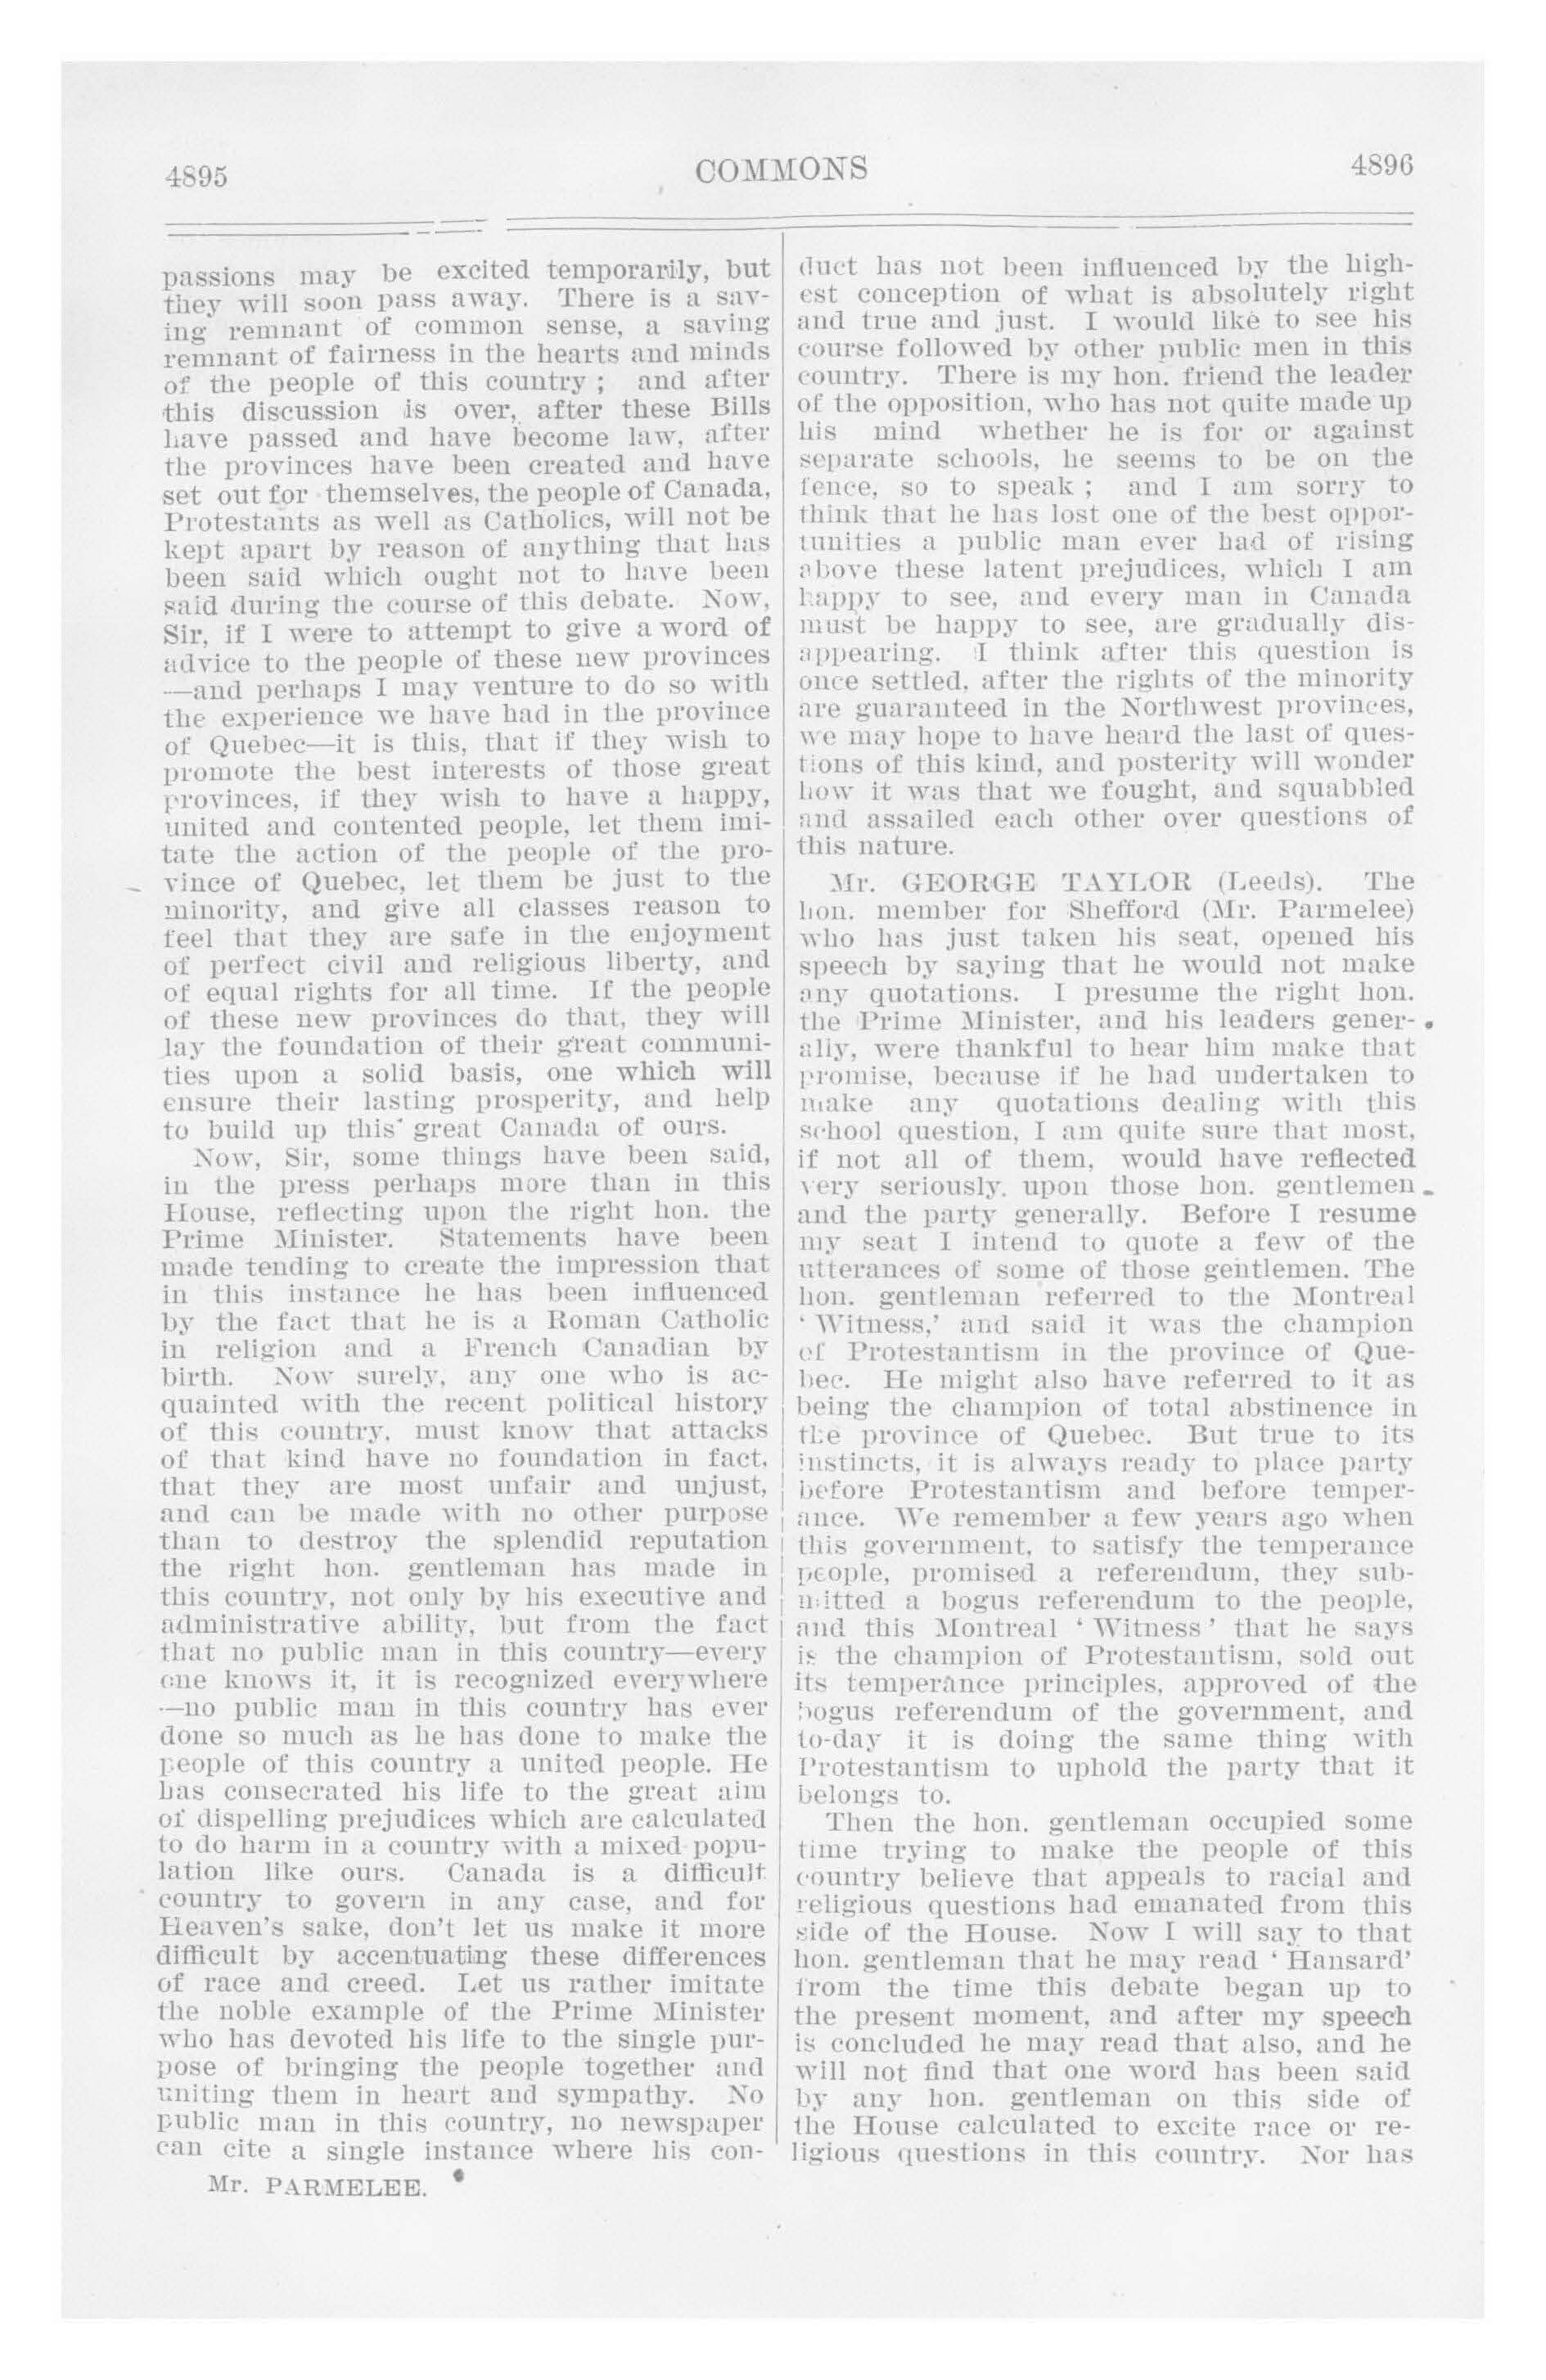 4895
COMMONS
4896
passions may be excited temporarily, but
they will soon pass away. There is a sav-
ing remnant of common sense, a saving
remnant of fairness in the hearts and minds
of the people of this country ; and after
this discussion is over, after these Bills
have passed and have become law, after
the provinces have been created and have
set out for themselves, the people of Canada,
Protestants as well as Catholics, will not be
kept apart by reason of anything that has
been said which ought not to have been
said during the course of this debate. Now,
Sir, if I were to attempt to give a word of
advice to the people of these new provinces
—and perhaps I may venture to do so with
the experience we have had in the province
of Quebec—it is this, that if they wish to
promote the best interests of those great
provinces, if they wish to have a happy,
united and contented people, let them imi-
tate the action of the people of the pro-
vince of Quebec, let them be just to the
minority, and give all classes reason to
feel that they are safe in the enjoyment
of perfect civil and religious liberty, and
of equal rights for all time. If the people
of these new provinces do that, they will
lay the foundation of their great communi-
ties upon a solid basis, one which will
ensure their lasting prosperity, and help
to build up this great Canada of ours.
Now, Sir, some things have been said,
in the press perhaps more than in this
House, reflecting upon the right hon. the
Prime Minister. Statements have been
made tending to create the impression that
in this instance he has been influenced
by the fact that he is a Roman Catholic
in religion and a French Canadian by
birth. Now surely, any one who is ac-
quainted with the recent political history
of this country, must know that attacks
of that kind have no foundation in fact,
that they are most unfair and unjust,
and can be made with no other purpose
than to destroy the splendid reputation
the right hon. gentleman has made in
this country, not only by his executive and
administrative ability, but from the fact
that no public man in this country—every
one knows it, it is recognized everywhere
—no public man in this country has ever
done so much as he has done to make the
people of this country a united people. He
has consecrated his life to the great aim
of dispelling prejudices which are calculated
to do harm in a country with a mixed popu-
lation like ours. Canada is a difficult
country to govern in any case, and for
Heaven's sake, don't let us make it more
difficult by accentuating these differences
of race and creed. Let us rather imitate
the noble example of the Prime Minister
who has devoted his life to the single pur-
pose of bringing the people together and
uniting them in heart and sympathy. No
public man in this country, no newspaper
can cite a single instance where his con-
Mr. PARMELEE.
duct has not been influenced by the high-
est conception of what is absolutely right
and true and just. I would like to see his
course followed by other public men in this
country. There is my hon. friend the leader
of the opposition, who has not quite made up
his mind whether he is for or against
separate schools, he seems to be on the
fence, so to speak ; and I am sorry to
think that he has lost one of the best oppor-
tunities a public man ever had of rising
above these latent prejudices, which I am
happy to see, and every man in Canada
must be happy to see, are gradually dis-
appearing. I think after this question is
once settled, after the rights of the minority
are guaranteed in the Northwest provinces,
we may hope to have heard the last of ques-
tions of this kind, and posterity will wonder
how it was that we fought, and squabbled
and assailed each other over questions of
this nature.
Mr. GEORGE TAYLOR (Leeds). The
hon. member for Shefford (Mr. Parmelee)
who has just taken his seat, opened his
speech by saying that he would not make
any quotations. I presume the right hon.
the Prime Minister, and his leaders gener-
ally, were thankful to hear him make that
promise, because if he had undertaken to
make any quotations dealing with this
school question, I am quite sure that most,
if not all of them, would have reflected
very seriously upon those hon. gentlemen
and the party generally. Before I resume
my seat I intend to quote a few of the
utterances of some of those gentlemen. The
hon. gentleman referred to the Montreal
' Witness,' and said it was the champion
of Protestantism in the province of Que-
bec. He might also have referred to it as
being the champion of total abstinence in
the province of Quebec. But true to its
instincts, it is always ready to place party
before Protestantism and before temper-
ance. We remember a few years ago when
this government, to satisfy the temperance
people, promised a referendum, they sub-
mitted a bogus referendum to the people,
and this Montreal ' Witness ' that he says
is the champion of Protestantism, sold out
its temperance principles, approved of the
bogus referendum of the government, and
to-day it is doing the same thing with
Protestantism to uphold the party that it
belongs to.
Then the hon. gentleman occupied some
time trying to make the people of this
country believe that appeals to racial and
religious questions had emanated from this
side of the House. Now I will say to that
hon. gentleman that he may read ' Hansard'
from the time this debate began up to
the present moment, and after my speech
is concluded he may read that also, and he
will not find that one word has been said
by any hon. gentleman on this side of
the House calculated to excite race or re-
ligious questions in this country. Nor has